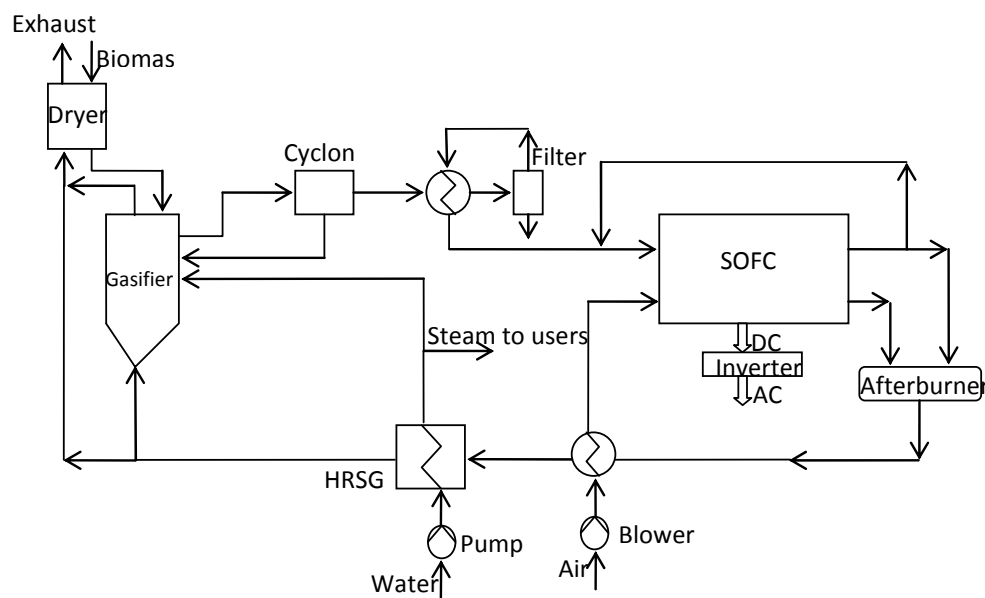 Exhaust
Biomas
Dryer
Cyclon
Filter
Gasifier
SOFC
Steam to users
DC
Inverter
AC
Afterburner
HRSG
Pump
Blower
Water
Air